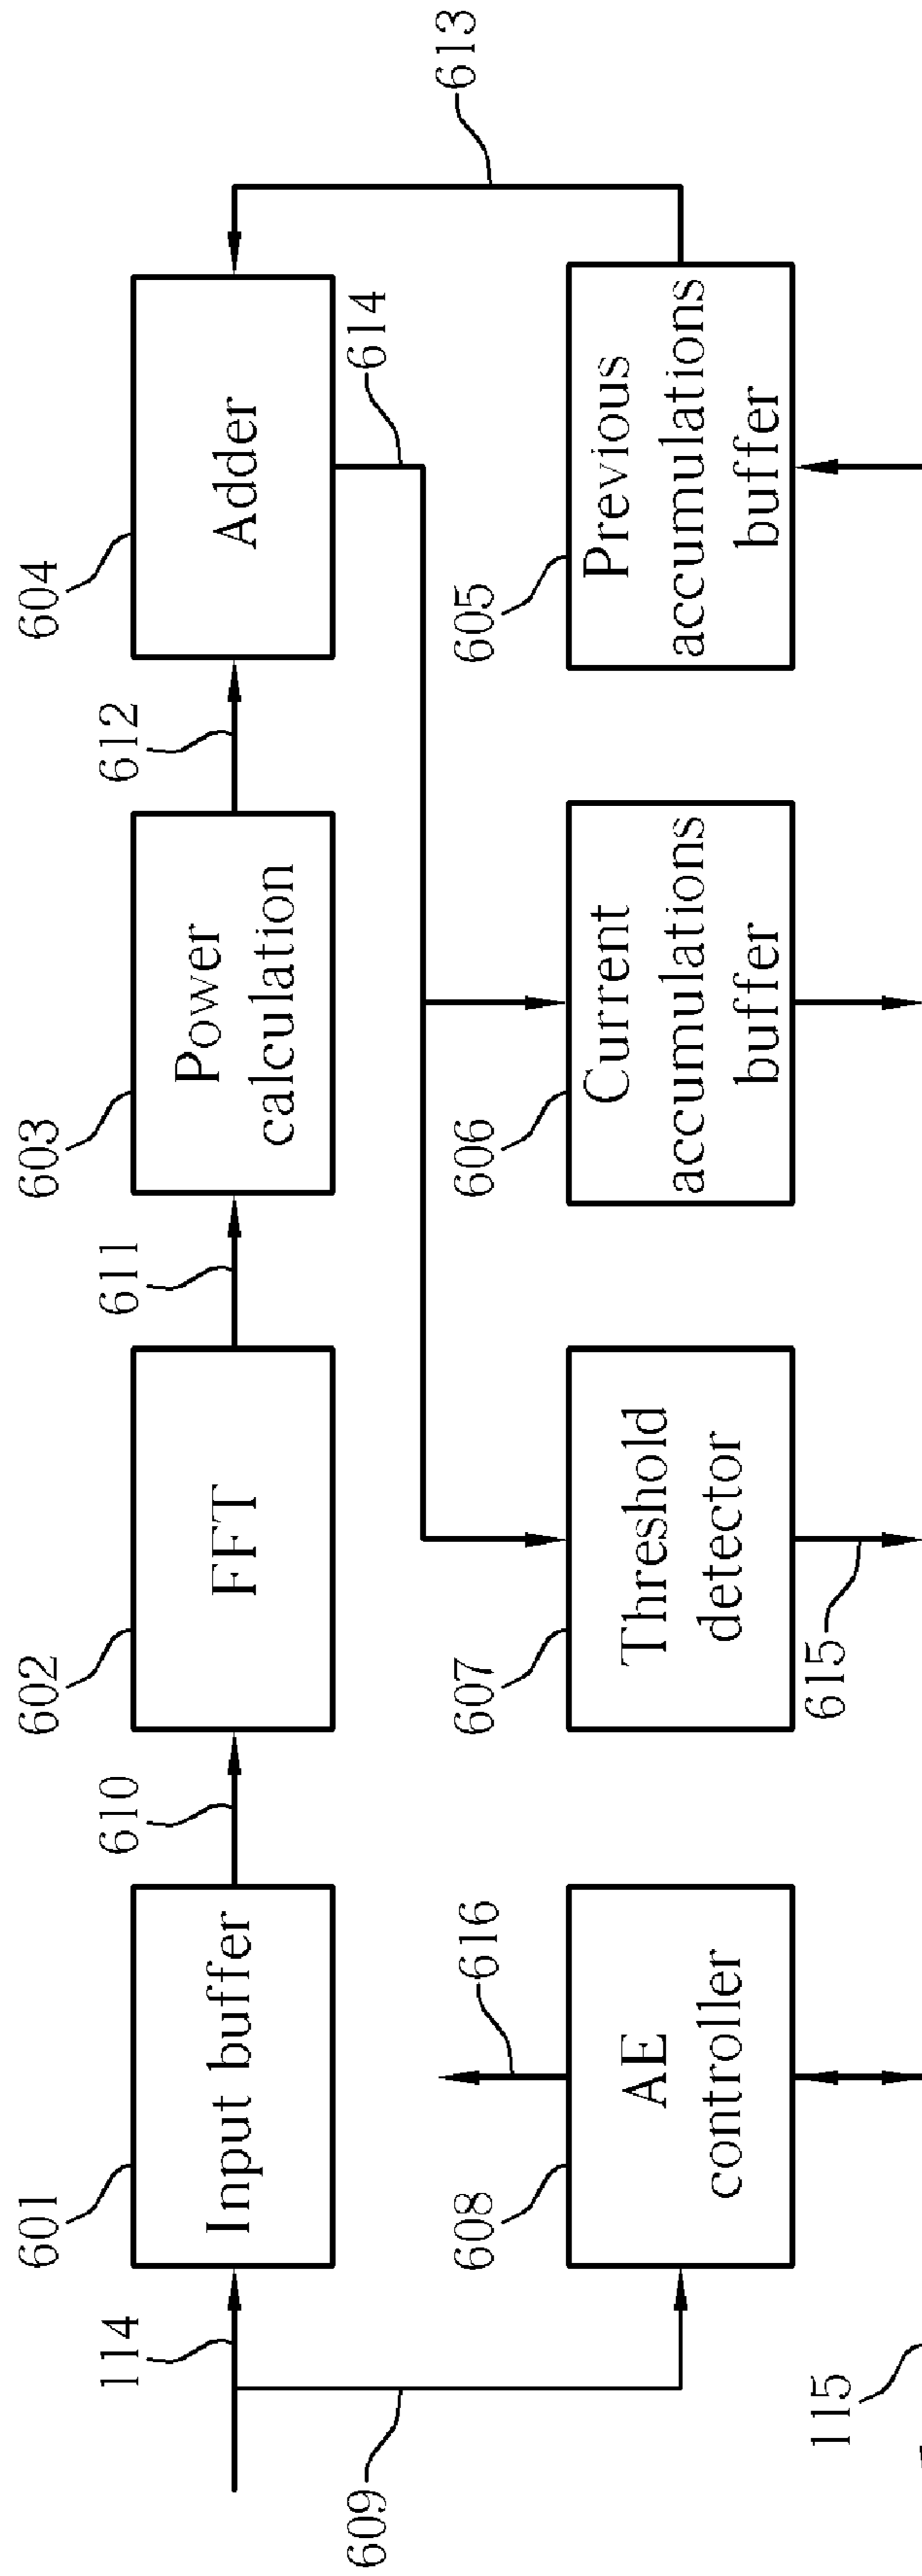 601
602
603
604
Input buffer
FFT
Power
calculation
Adder
114
610
611
612
613
609
616
614
608
607
606
605
AE
controller
Threshold
detector
Current
accumulations
buffer
Previous
accumulations
buffer
615
115